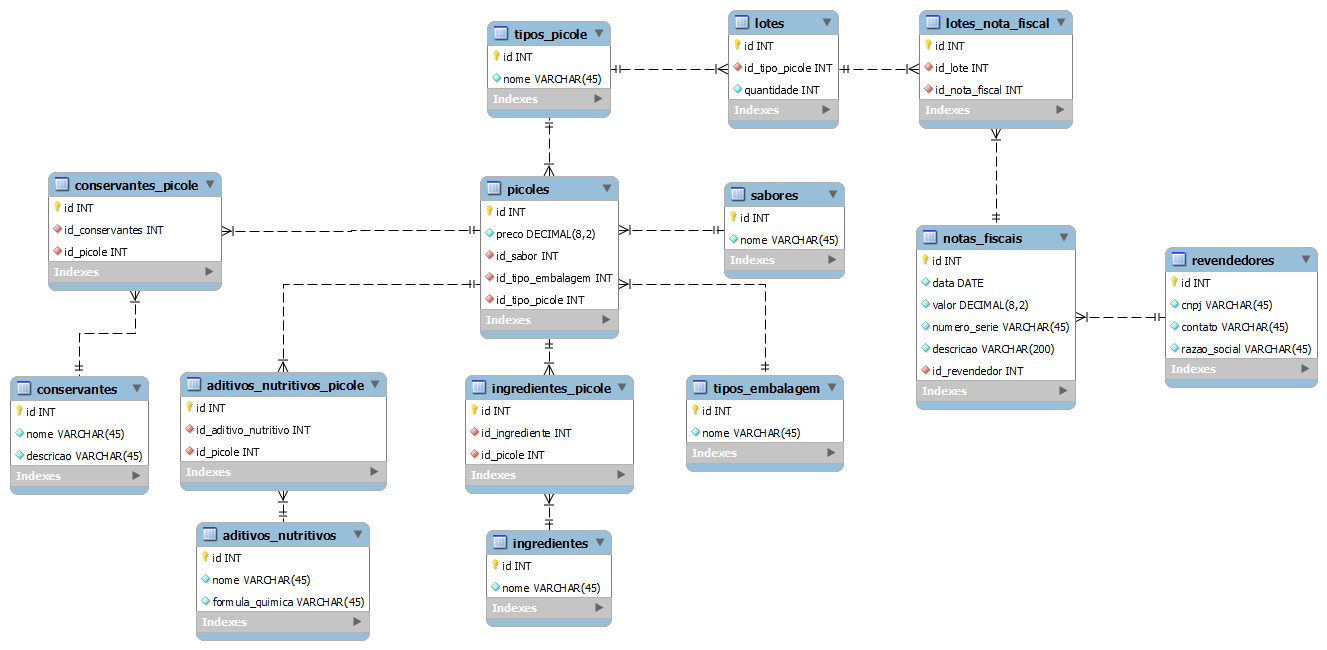 tipos_picole
id INT
nome VARCHAR(45)
Indexes
lotes
id INT
id_tipo_picole INT
quantidade INT
Indexes
lotes_nota_fiscal
id INT
id_lote INT
id_nota_fiscal INT
Indexes
conservantes_picole
id INT
id_conservantes INT
id_picole INT
Indexes
picoles
id INT
preco DECIMAL(8,2)
id_sabor INT
id_tipo_embalagem INT
id_tipo_picole INT
Indexes
sabores
id INT
nome VARCHAR(45)
Indexes
notas_fiscais
id INT
data DATE
valor DECIMAL(8,2)
numero_serie VARCHAR(45)
descricao VARCHAR(200)
id_revendedor INT
Indexes
revendedores
id INT
cnpj VARCHAR(45)
contato VARCHAR(45)
razao_social VARCHAR(45)
Indexes
conservantes
id INT
nome VARCHAR(45)
descricao VARCHAR(45)
Indexes
aditivos_nutritivos_picole
id INT
id_aditivo_nutritivo INT
id_picole INT
Indexes
ingredientes_picole
id INT
id_ingrediente INT
id_picole INT
Indexes
tipos_embalagem
id INT
nome VARCHAR(45)
Indexes
aditivos_nutritivos
id INT
nome VARCHAR(45)
formula_quimica VARCHAR(45)
Indexes
ingredientes
id INT
nome VARCHAR(45)
Indexes